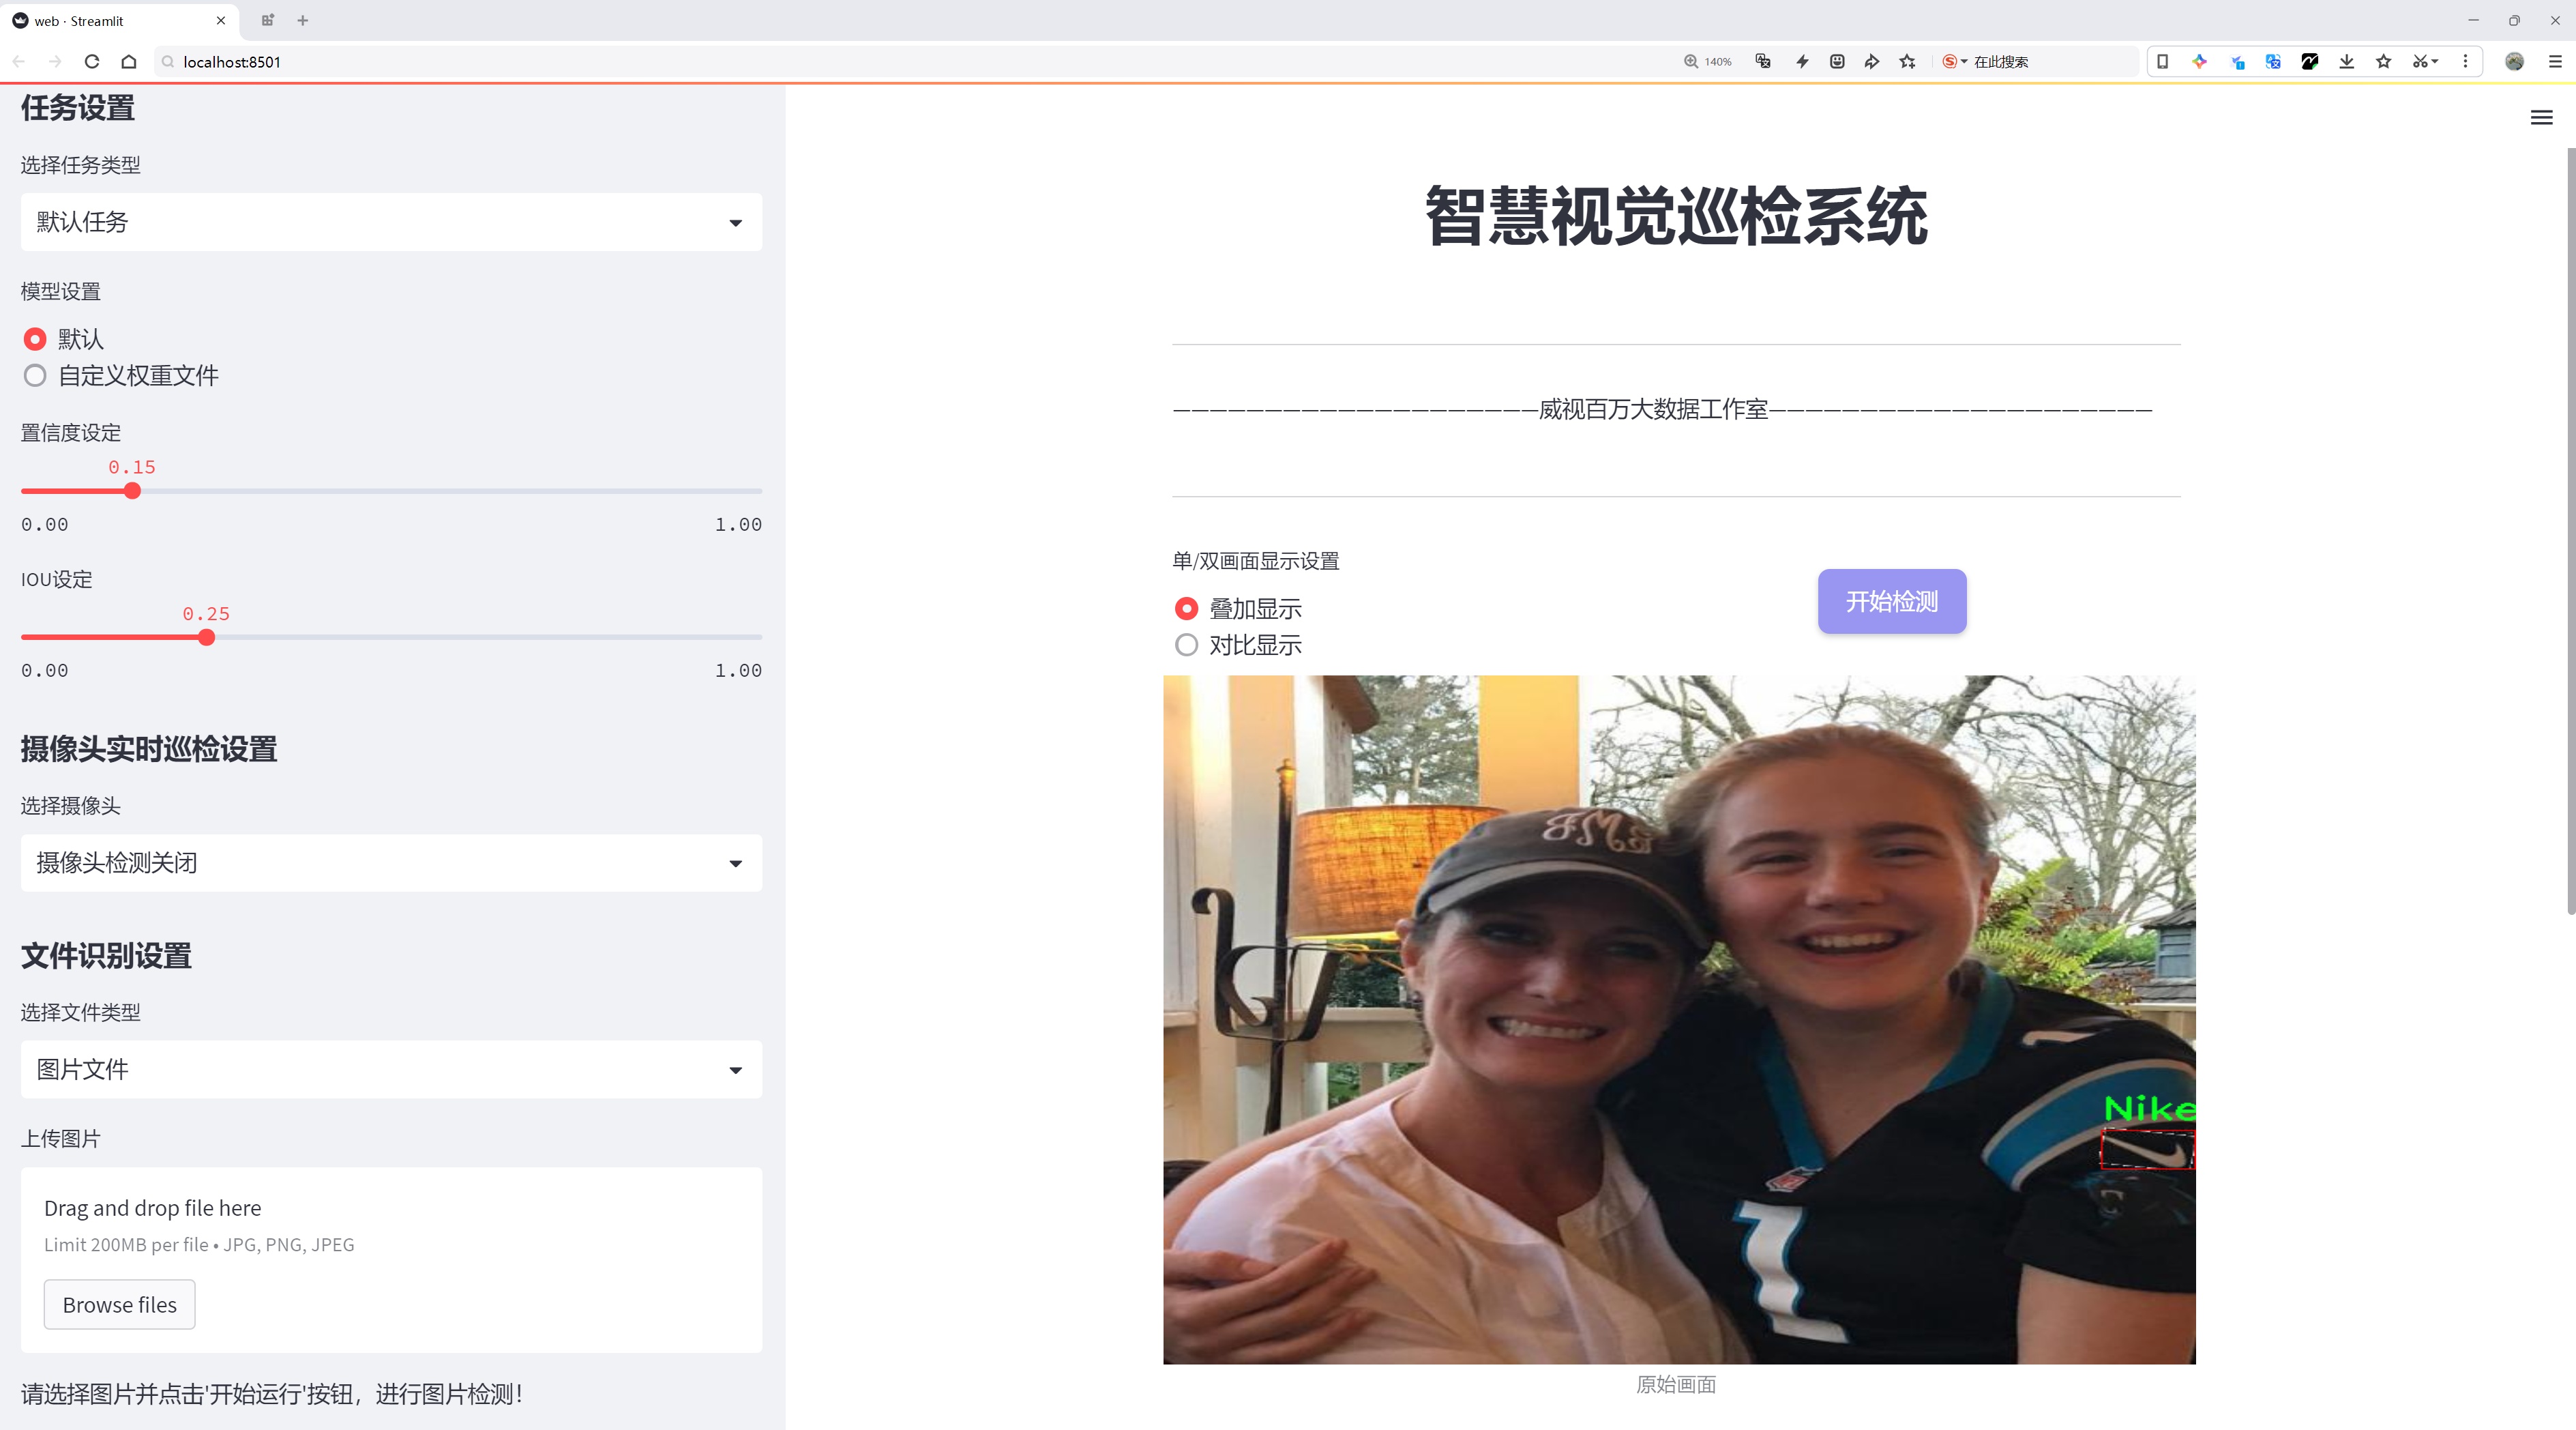 web · Streamlit
localhost:8501
140%
在此搜索
任务设置
选择任务类型
默认任务
模型设置
默认
自定义权重文件
置信度设定
0.15
0.00 1.00
IOU设定
0.25
0.00 1.00
摄像头实时巡检设置
选择摄像头
摄像头检测关闭
文件识别设置
选择文件类型
图片文件
上传图片
Drag and drop file here
Limit 200MB per file • JPG, PNG, JPEG
Browse files
请选择图片并点击'开始运行'按钮，进行图片检测！
智慧视觉巡检系统
—————————————————————威视百万大数据工作室——————————————————————
单/双画面显示设置
叠加显示
对比显示
开始检测
Nike
1
原始画面